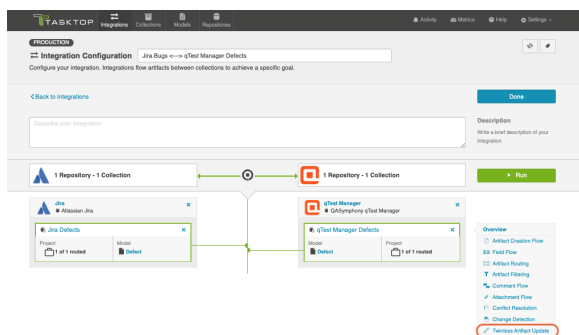 TASKTOP
Integrations
Collections
Models
Repositories
Activity
Metrics
Help
Settings
PRODUCTION
Integration Configuration
Jira Bugs <--> qTest Manager Defects
Configure your integration. Integrations flow artifacts between collections to achieve a specific goal.
Back to Integrations
Done
Describe your integration
Description
Write a brief description of your
integration.
1 Repository - 1 Collection
1 Repository - 1 Collection
Run
Jira
Atlassian Jira
Jira Defects
Project
1 of 1 routed
Model
Defect
qTest Manager
QASymphony qTest Manager
qTest Manager Defects
Model
Defect
Project
1 of 1 routed
Overview
Artifact Creation Flow
Field Flow
Artifact Routing
Artifact Filtering
Comment Flow
Attachment Flow
Conflict Resolution
Change Detection
Twinless Artifact Update